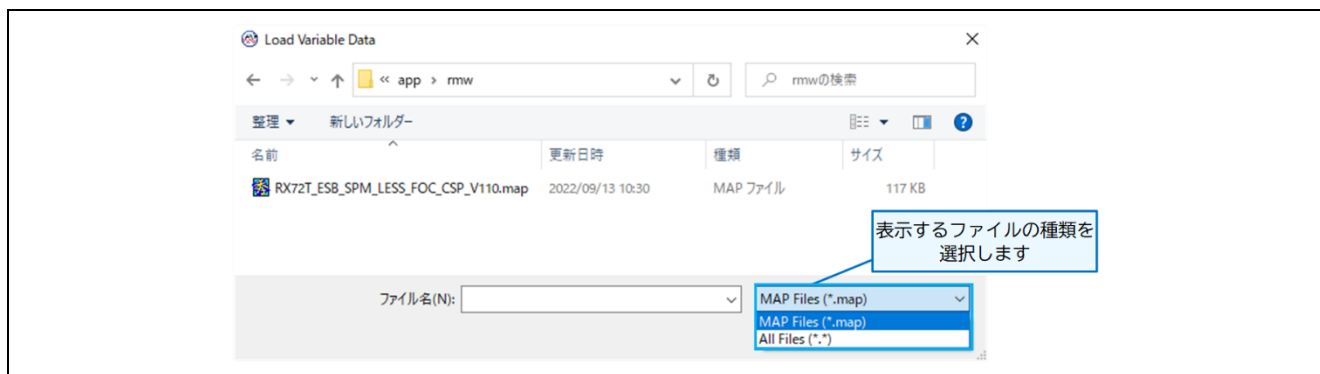 Load Variable Data
« app › rmw
rmwの検索
整理 ▼ 新しいフォルダー
名前 更新日時 種類 サイズ
RX72T_ESB_SPM_LESS_FOC_CSP_V110.map 2022/09/13 10:30 MAP ファイル 117 KB
表示するファイルの種類を
選択します
ファイル名(N): MAP Files (*.map)
MAP Files (*.map)
All Files (*.*)